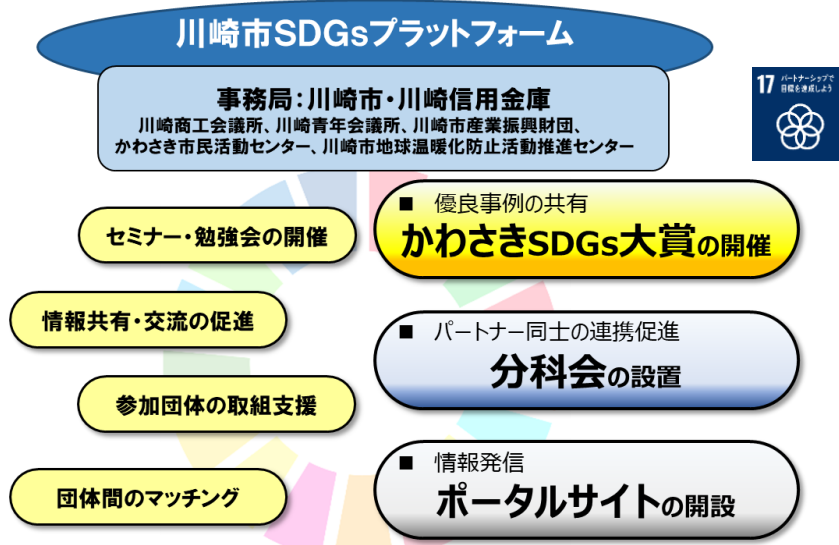 川崎市SDGsプラットフォーム
事務局：川崎市・川崎信用金庫
川崎商工会議所、川崎青年会議所、川崎市産業振興財団、
かわさき市民活動センター、川崎市地球温暖化防止活動推進センター
17 パートナーシップで
目標を達成しよう
セミナー・勉強会の開催
情報共有・交流の促進
参加団体の取組支援
団体間のマッチング
■ 優良事例の共有
かわさきSDGs大賞の開催
■ パートナー同士の連携促進
分科会の設置
■ 情報発信
ポータルサイトの開設